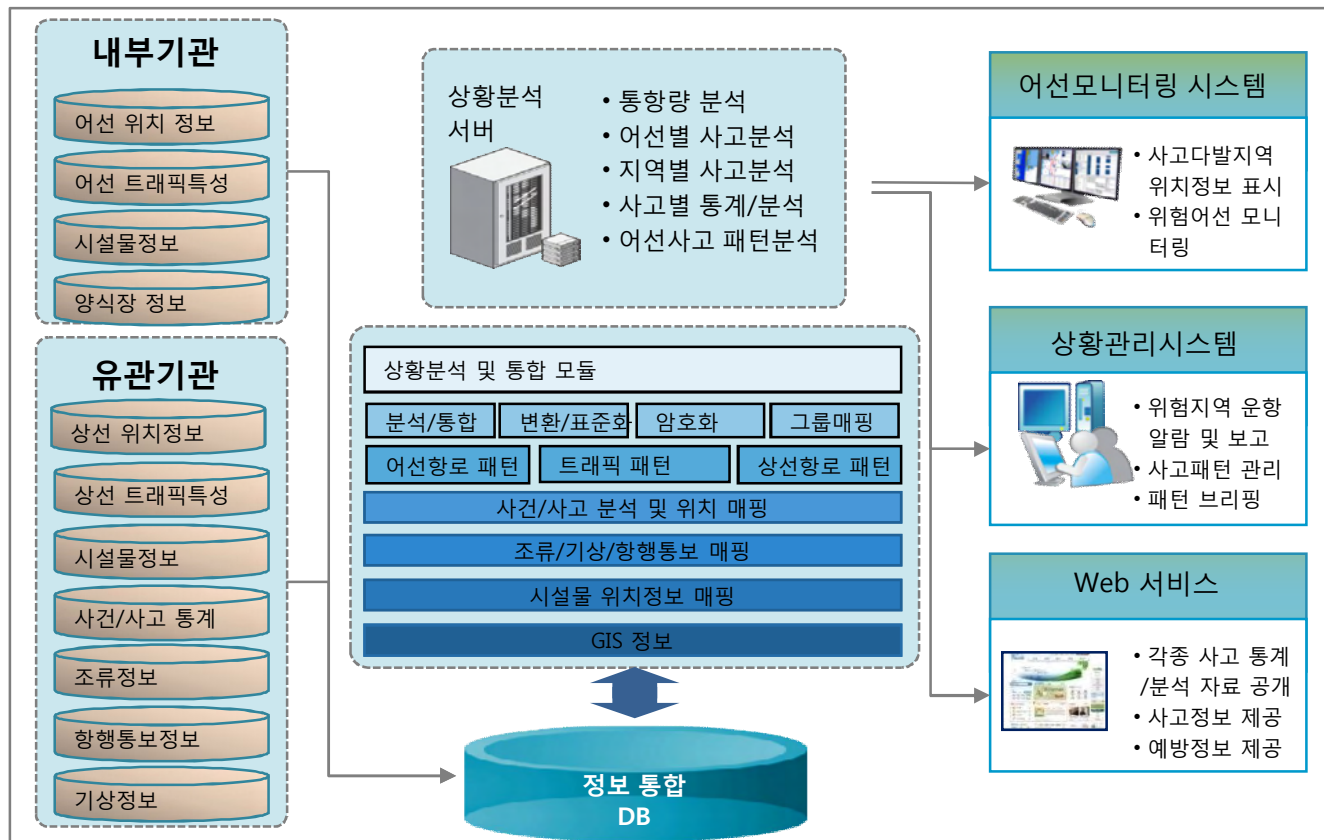 내부기관
어선 위치 정보
어선 트래픽특성
시설물정보
양식장 정보
유관기관
상선 위치정보
상선 트래픽특성
시설물정보
사건/사고 통계
조류정보
항행통보정보
기상정보
상황분석
서버
• 통항량 분석
• 어선별 사고분석
• 지역별 사고분석
• 사고별 통계/분석
• 어선사고 패턴분석
상황분석 및 통합 모듈
분석/통합
변환/표준화
암호화
그룹매핑
어선항로 패턴
트래픽 패턴
상선항로 패턴
사건/사고 분석 및 위치 매핑
조류/기상/항행통보 매핑
시설물 위치정보 매핑
GIS 정보
정보 통합
DB
어선모니터링 시스템
• 사고다발지역
위치정보 표시
• 위험어선 모니
터링
상황관리시스템
• 위험지역 운항
알람 및 보고
• 사고패턴 관리
• 패턴 브리핑
Web 서비스
• 각종 사고 통계
/분석 자료 공개
• 사고정보 제공
• 예방정보 제공